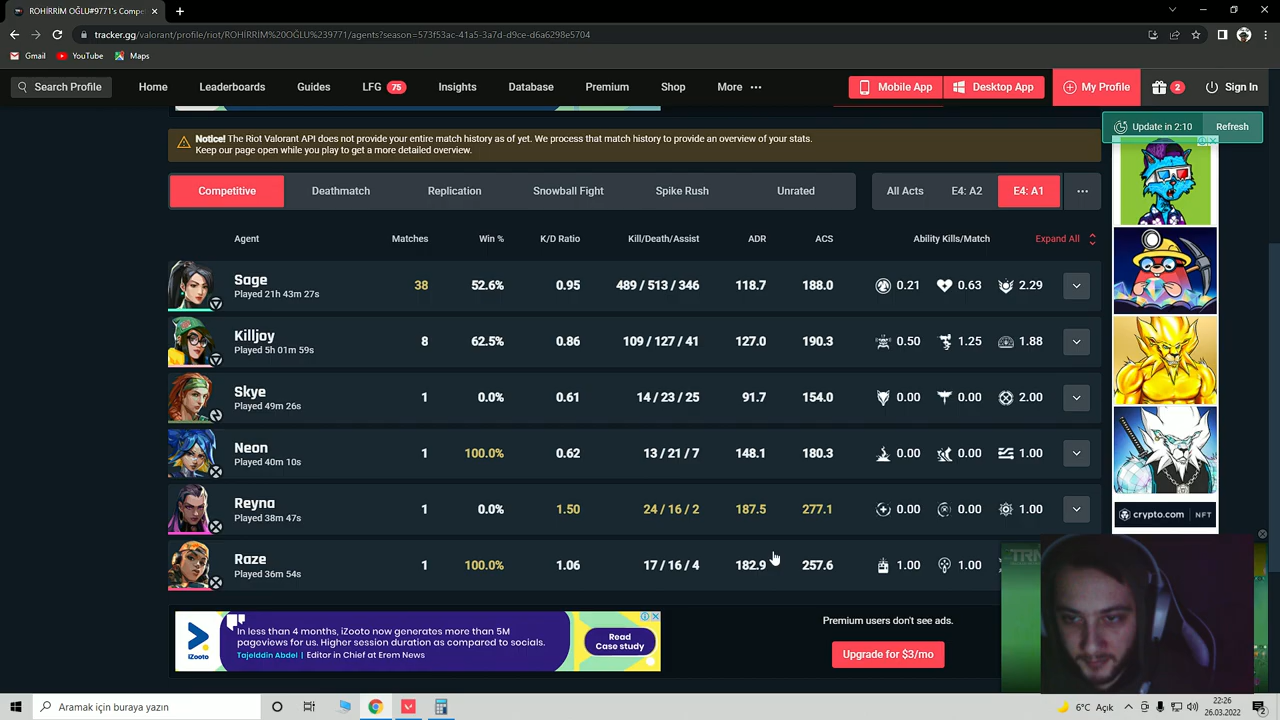 ROHİRRİM OĞLU#9771's Compe
tracker.gg/valorant/profile/riot/ROHİRRİM%20OĞLU%239771/agents?season=573f53ac-41a5-3a7d-d9ce-d6a6298e5704
Gmail YouTube Maps
Search Profile Home Leaderboards Guides LFG 75 Insights Database Premium Shop More Mobile App Desktop App My Profile 2 Sign In
Update in 2:10 Refresh
Notice! The Riot Valorant API does not provide your entire match history as of yet. We process that match history to provide an overview of your stats.
Keep our page open while you play to get a more detailed overview.
Competitive Deathmatch Replication Snowball Fight Spike Rush Unrated All Acts E4: A2 E4: A1
Agent Matches Win % K/D Ratio Kill/Death/Assist ADR ACS Ability Kills/Match Expand All
Sage 38 52.6% 0.95 489 / 513 / 346 118.7 188.0 0.21 0.63 2.29
Played 21h 43m 27s
Killjoy 8 62.5% 0.86 109 / 127 / 41 127.0 190.3 0.50 1.25 1.88
Played 5h 01m 59s
Skye 1 0.0% 0.61 14 / 23 / 25 91.7 154.0 0.00 0.00 2.00
Played 49m 26s
Neon 1 100.0% 0.62 13 / 21 / 7 148.1 180.3 0.00 0.00 1.00
Played 40m 10s
Reyna 1 0.0% 1.50 24 / 16 / 2 187.5 277.1 0.00 0.00 1.00
Played 38m 47s
Raze 1 100.0% 1.06 17 / 16 / 4 182.9 257.6 1.00 1.00
Played 36m 54s
crypto.com NFT
TRN
In less than 4 months, iZooto now generates more than 5M
pageviews for us. Higher session duration as compared to socials.
Tajelddin Abdel | Editor in Chief at Erem News
iZooto
Read
Case study
Premium users don't see ads.
Upgrade for $3/mo
Aramak için buraya yazın
6°C Açık
22:26
26.03.2022
2